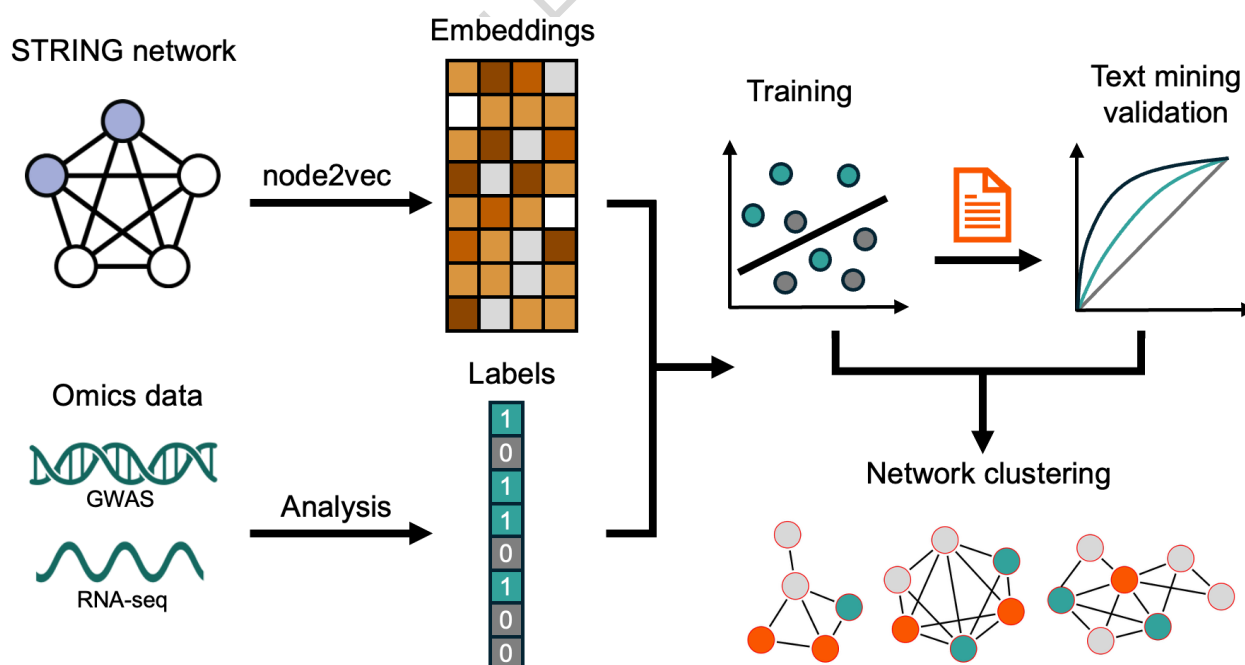 STRING network
Embeddings
node2vec
Training
Text mining
validation
Omics data
GWAS
RNA-seq
Analysis
Labels
1
0
1
1
0
1
0
0
Network clustering